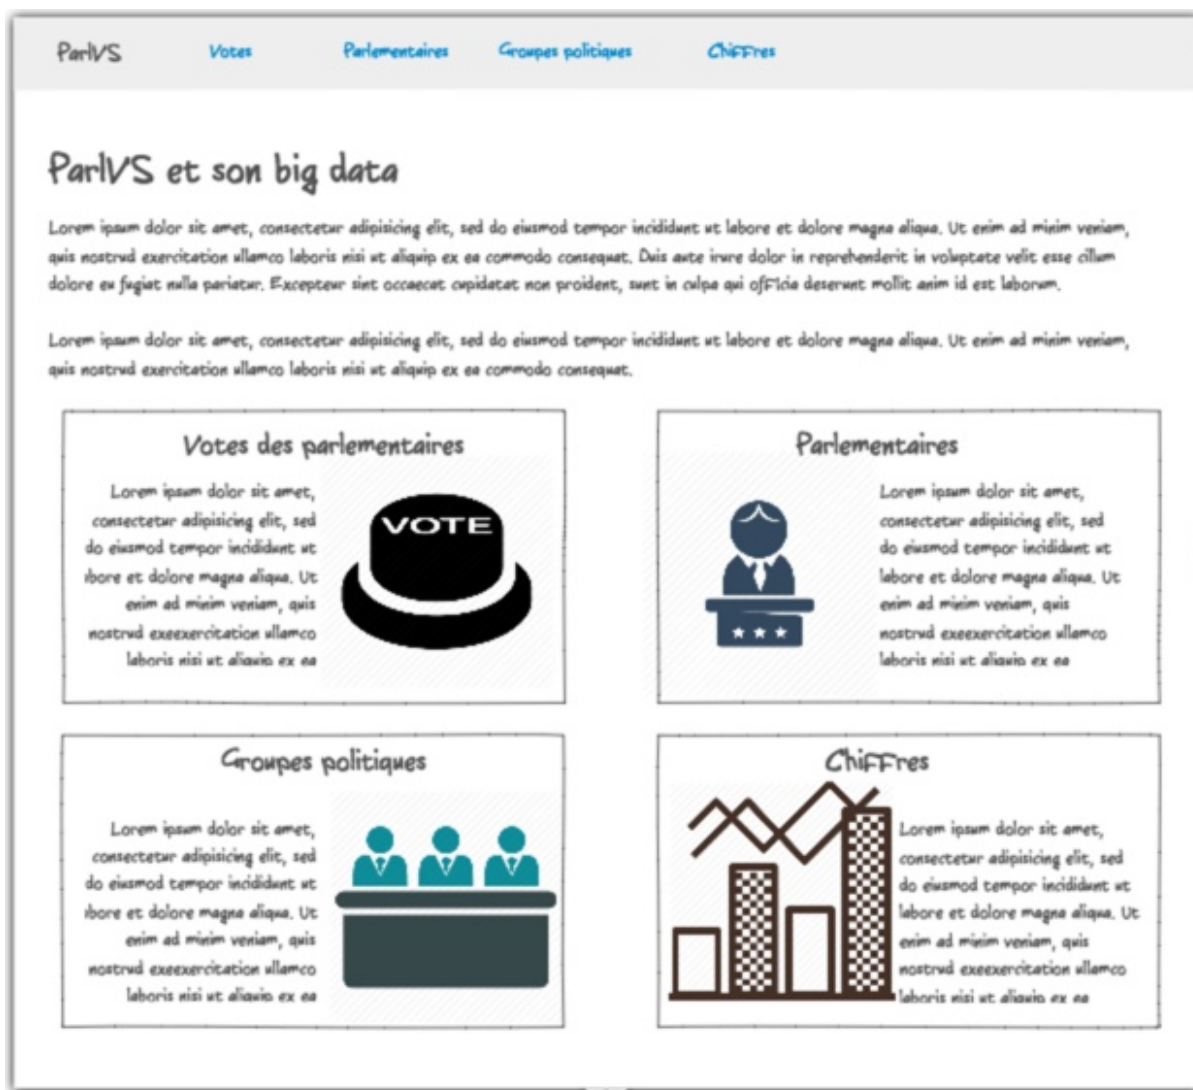 ParlVS Votes Parlementaires Groupes politiques Chiffres
ParlVS et son big data
Lorem ipsum dolor sit amet, consectetur adipisicing elit, sed do eiusmod tempor incididunt ut labore et dolore magna aliqua. Ut enim ad minim veniam,
quis nostrud exercitation ullamco laboris nisi ut aliquip ex ea commodo consequat. Duis aute irure dolor in reprehenderit in voluptate velit esse cillum
dolore eu fugiat nulla pariatur. Excepteur sint occaecat cupidatat non proident, sunt in culpa qui officia deserunt mollit anim id est laborum.
Lorem ipsum dolor sit amet, consectetur adipisicing elit, sed do eiusmod tempor incididunt ut labore et dolore magna aliqua. Ut enim ad minim veniam,
quis nostrud exercitation ullamco laboris nisi ut aliquip ex ea commodo consequat.
Votes des parlementaires
Lorem ipsum dolor sit amet,
consectetur adipisicing elit, sed
do eiusmod tempor incididunt ut
bore et dolore magna aliqua. Ut
enim ad minim veniam, quis
nostrud exeexercitation ullamco
laboris nisi ut aliquip ex ea
VOTE
Parlementaires
Lorem ipsum dolor sit amet,
consectetur adipisicing elit, sed
do eiusmod tempor incididunt ut
labore et dolore magna aliqua. Ut
enim ad minim veniam, quis
nostrud exeexercitation ullamco
laboris nisi ut aliquip ex ea
Groupes politiques
Lorem ipsum dolor sit amet,
consectetur adipisicing elit, sed
do eiusmod tempor incididunt ut
bore et dolore magna aliqua. Ut
enim ad minim veniam, quis
nostrud exeexercitation ullamco
laboris nisi ut aliquip ex ea
Chiffres
Lorem ipsum dolor sit amet,
consectetur adipisicing elit, sed
do eiusmod tempor incididunt ut
labore et dolore magna aliqua. Ut
enim ad minim veniam, quis
nostrud exeexercitation ullamco
laboris nisi ut aliquip ex ea